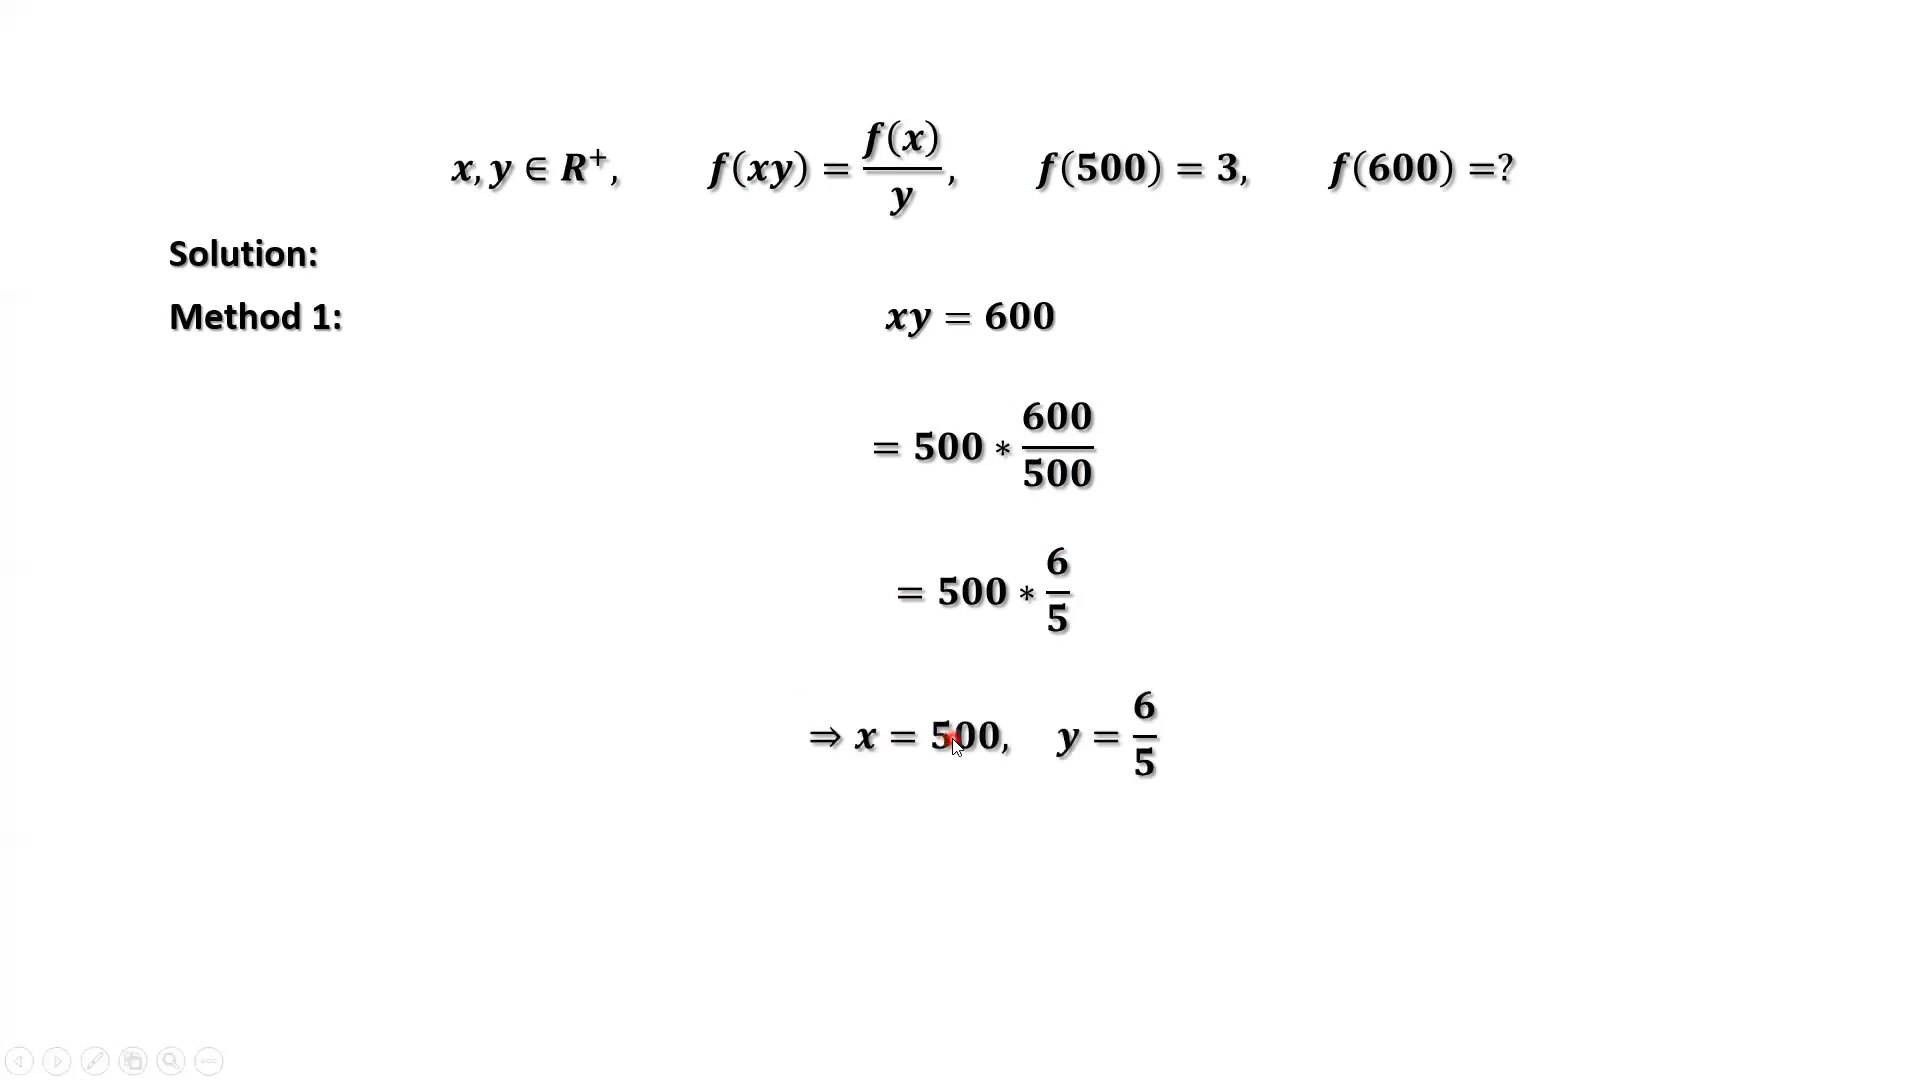 x, y ∈ R⁺, f(xy) = f(x)/y, f(500) = 3, f(600) =?
Solution:
Method 1: xy = 600
= 500 * 600/500
= 500 * 6/5
⇒ x = 500, y = 6/5